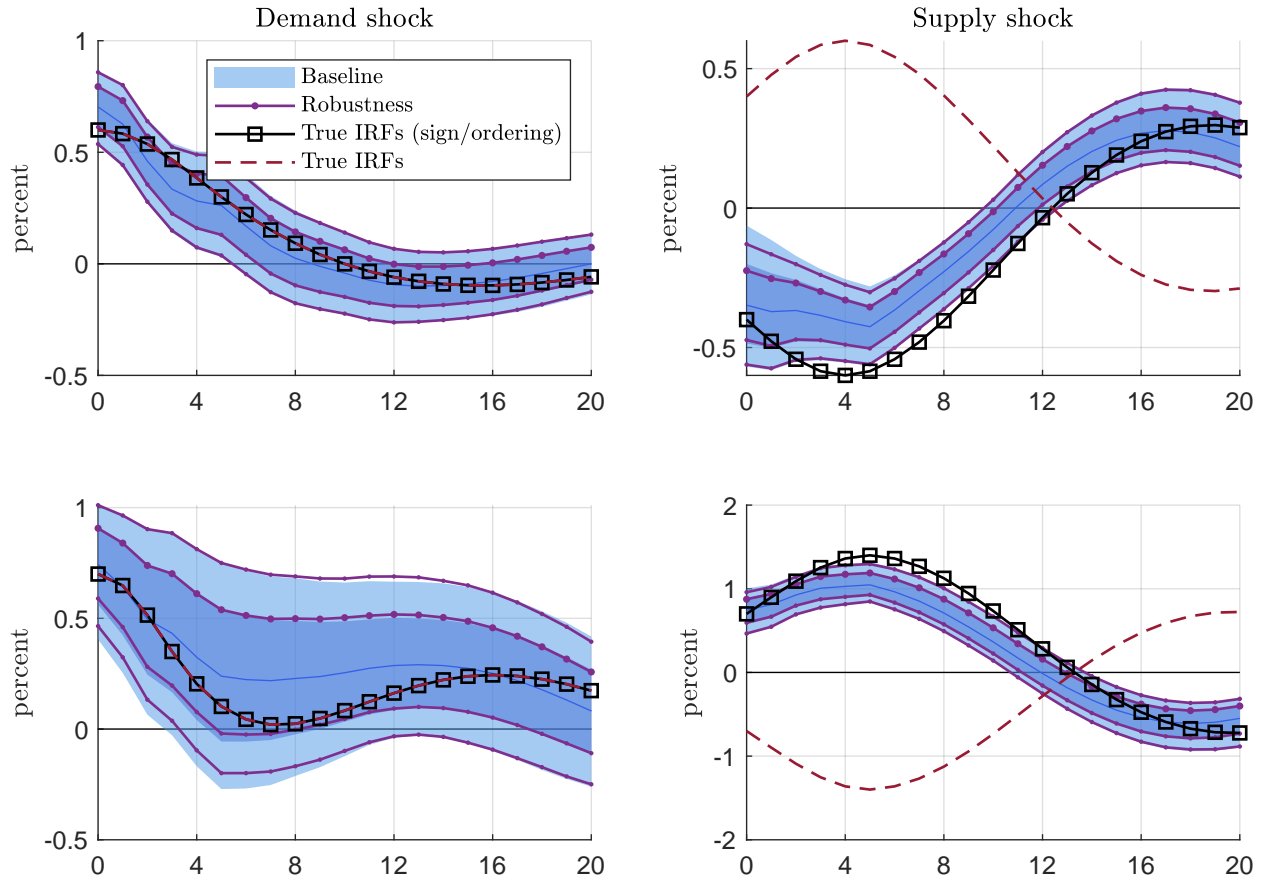 Demand shock
1
0.5
0
-0.5
percent
0 4 8 12 16 20
Baseline
Robustness
True IRFs (sign/ordering)
True IRFs
Supply shock
0.5
0
-0.5
percent
0 4 8 12 16 20
1
0.5
0
-0.5
percent
0 4 8 12 16 20
2
1
0
-1
-2
percent
0 4 8 12 16 20